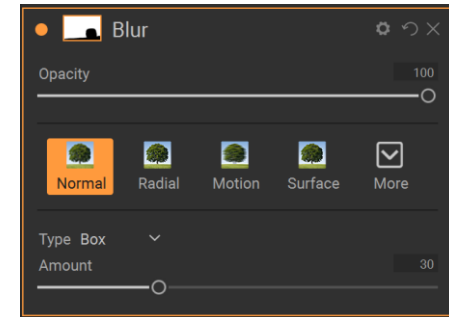 Blur
Opacity 100
Normal Radial Motion Surface More
Type Box
Amount 30